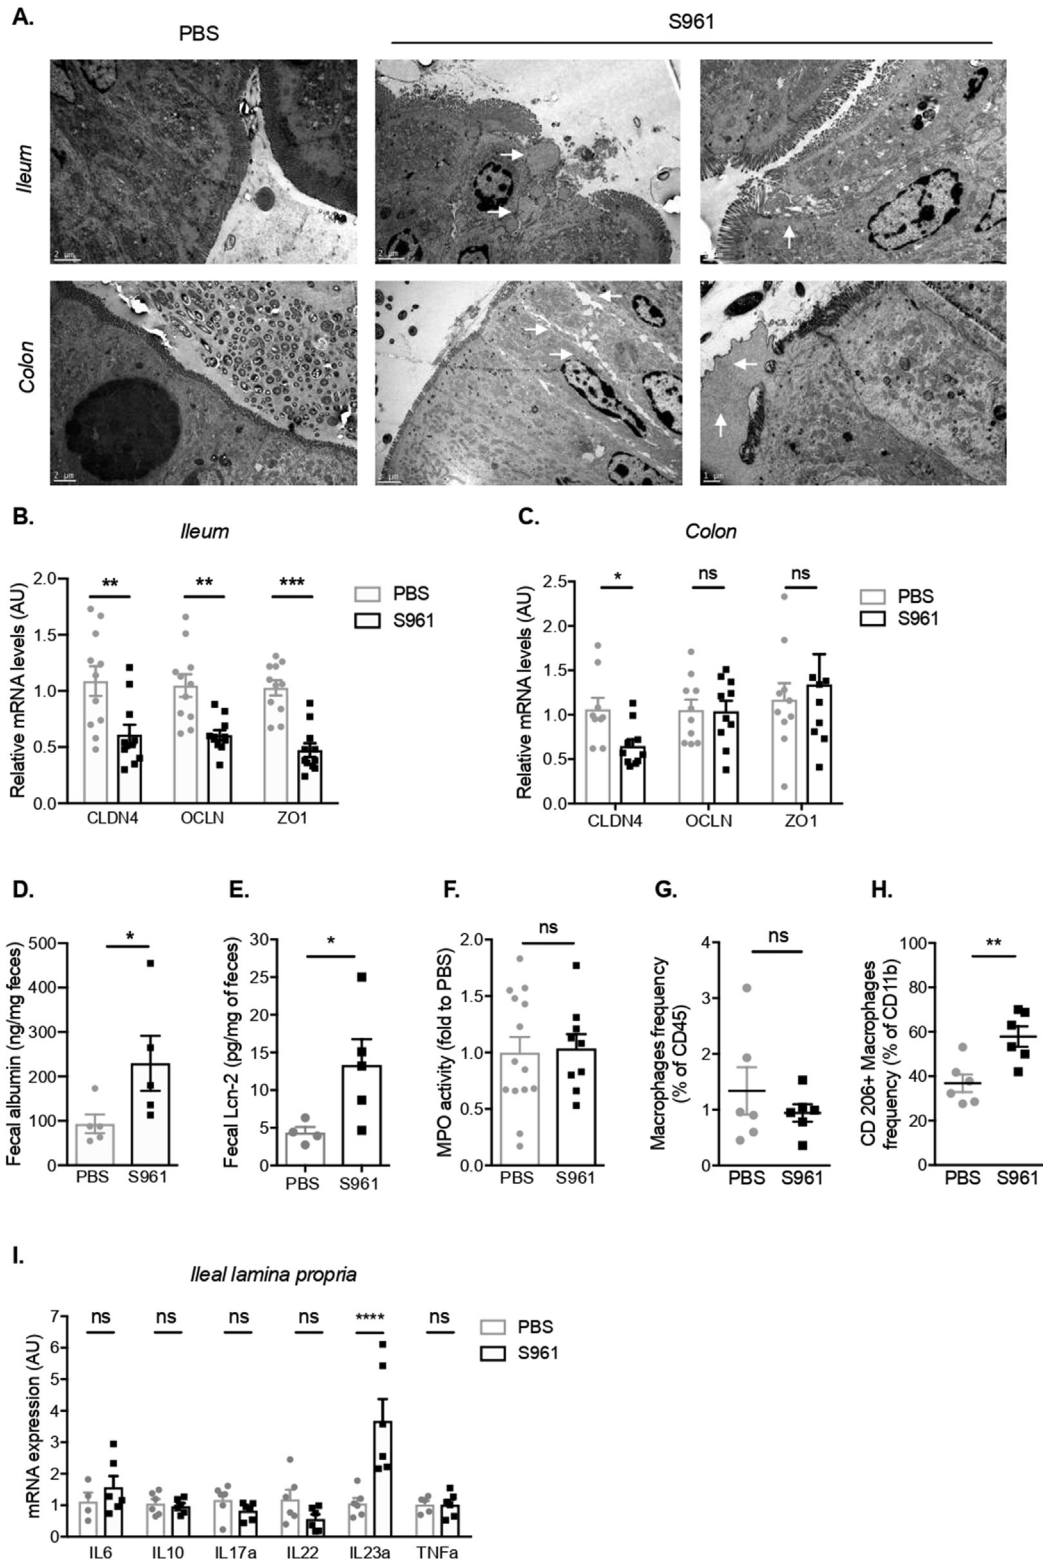 A.
PBS
S961
Ileum
Colon
2 µm
2 µm
2 µm
1 µm
B.
Ileum
Relative mRNA levels (AU)
2.0
1.5
1.0
0.5
0.0
** ** ***
PBS
S961
CLDN4 OCLN ZO1
C.
Colon
Relative mRNA levels (AU)
2.5
2.0
1.5
1.0
0.5
0.0
* ns ns
PBS
S961
CLDN4 OCLN ZO1
D.
Fecal albumin (ng/mg feces)
500
400
300
200
100
0
*
PBS S961
E.
Fecal Lcn-2 (pg/mg of feces)
30
25
20
15
10
5
0
*
PBS S961
F.
MPO activity (fold to PBS)
2.0
1.5
1.0
0.5
0.0
ns
PBS S961
G.
Macrophages frequency
(% of CD45)
4
3
2
1
0
ns
PBS S961
H.
CD 206+ Macrophages
frequency (% of CD11b)
100
80
60
40
20
0
**
PBS S961
I.
Ileal lamina propria
mRNA expression (AU)
7
6
5
4
3
2
1
0
ns ns ns ns **** ns
PBS
S961
IL6 IL10 IL17a IL22 IL23a TNFa